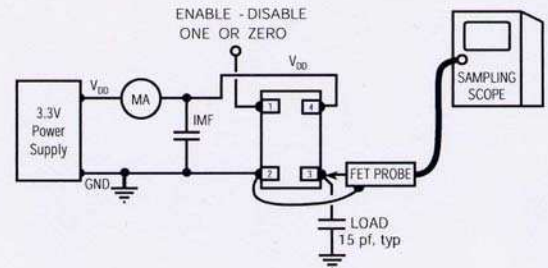 ENABLE - DISABLE
ONE OR ZERO
VDD
VDD
MA
3.3V
Power
Supply
IMF
1
4
SAMPLING
SCOPE
GND
2
3
FET PROBE
LOAD
15 pf, typ